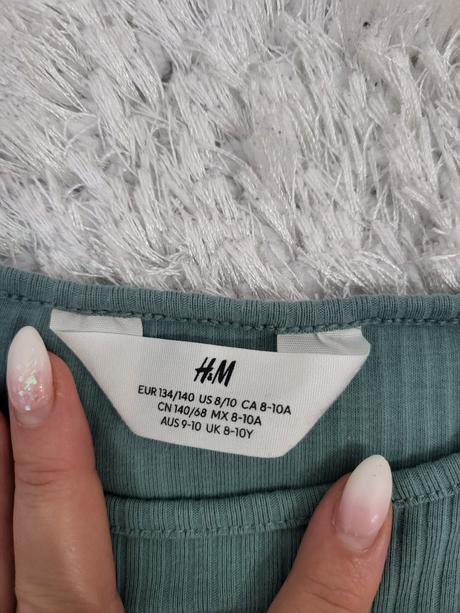 H&M
EUR 134/140 US 8/10 CA 8-10A
CN 140/68 MX 8-10A
AUS 9-10 UK 8-10Y